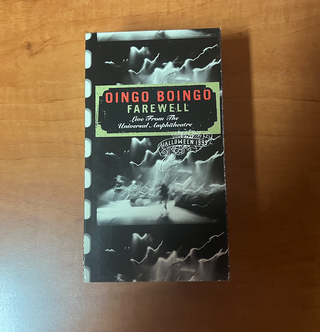 OINGO BOINGO
FAREWELL
Live From The
Universal Amphitheatre
HALLOWEEN 1995